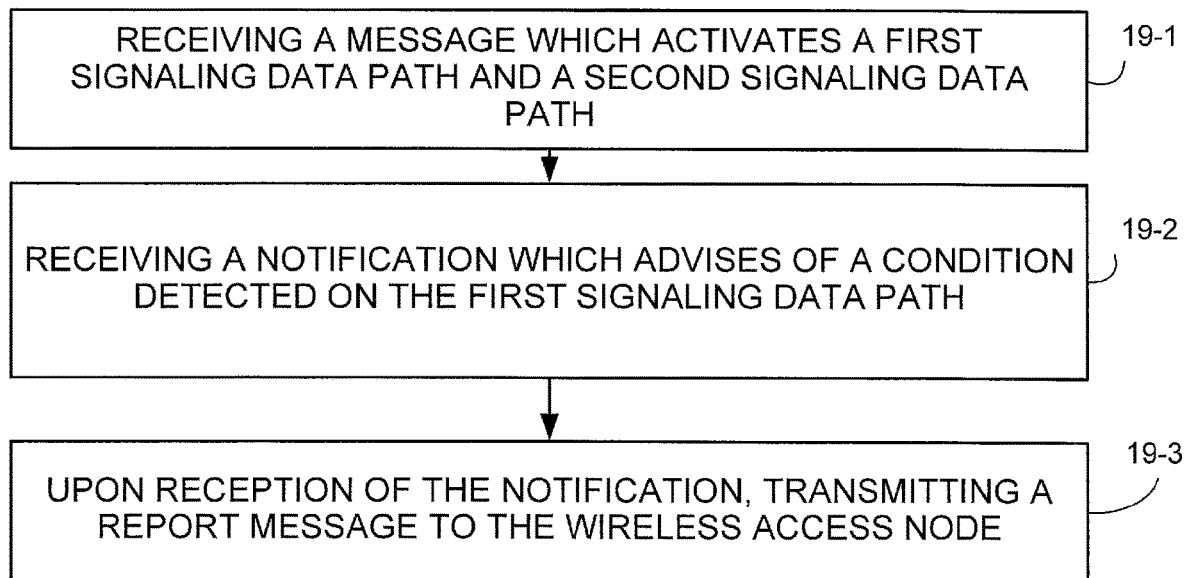 RECEIVING A MESSAGE WHICH ACTIVATES A FIRST
SIGNALING DATA PATH AND A SECOND SIGNALING DATA
PATH
19-1
RECEIVING A NOTIFICATION WHICH ADVISES OF A CONDITION
DETECTED ON THE FIRST SIGNALING DATA PATH
19-2
UPON RECEPTION OF THE NOTIFICATION, TRANSMITTING A
REPORT MESSAGE TO THE WIRELESS ACCESS NODE
19-3